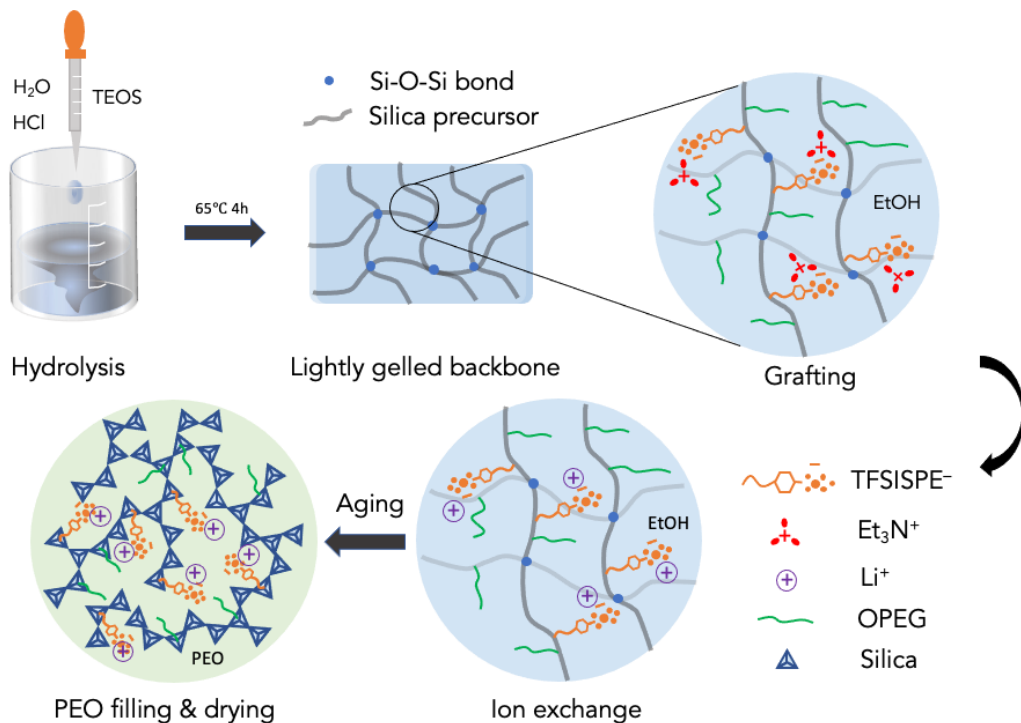 H₂O
TEOS
HCl
Si-O-Si bond
Silica precursor
65℃ 4h
EtOH
Hydrolysis
Lightly gelled backbone
Grafting
TFSISPE⁻
Et₃N⁺
Li⁺
OPEG
Silica
Aging
EtOH
PEO
PEO filling & drying
Ion exchange